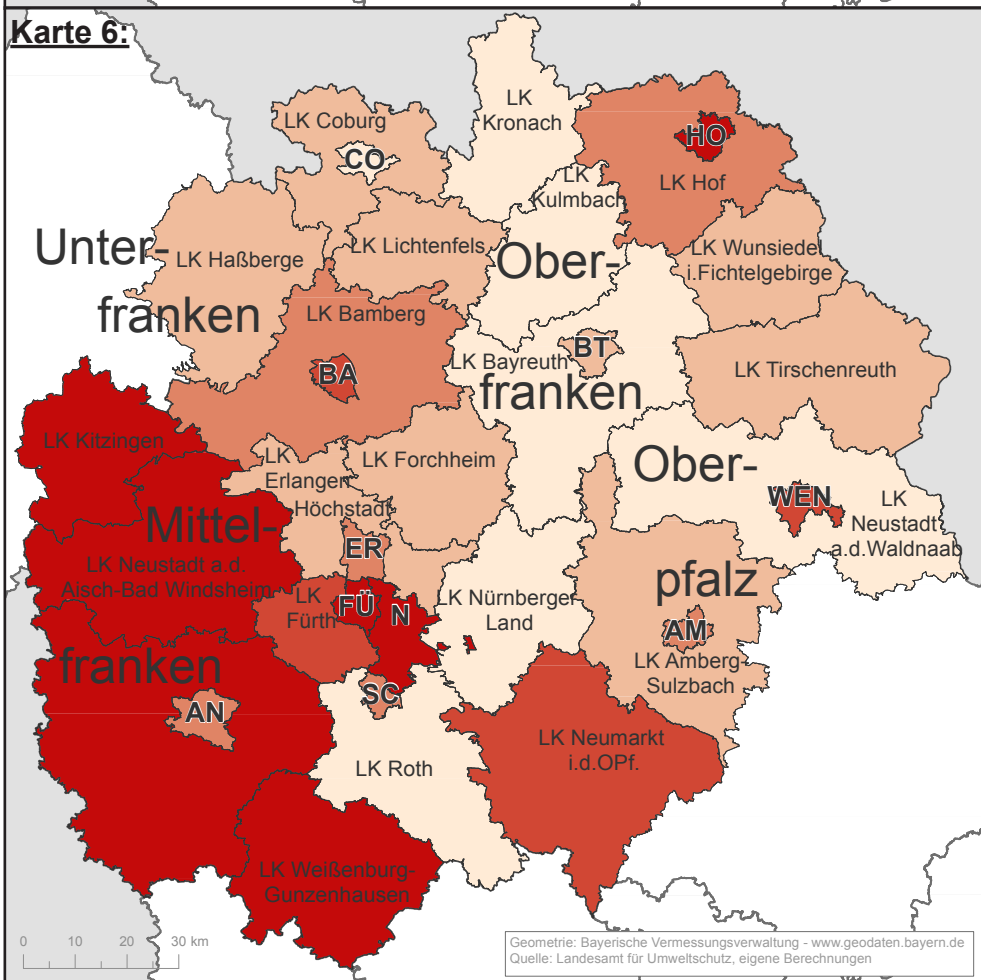 Karte 6:
LK
Kronach
LK Coburg
CO
HO
LK Hof
LK
Kulmbach
Unter-
franken
LK Haßberge
LK Lichtenfels
Ober-
franken
LK Wunsiedel
i.Fichtelgebirge
LK Bamberg
BA
LK Bayreuth
BT
LK Tirschenreuth
LK Kitzingen
LK
Erlangen
Höchstadt
LK Forchheim
Ober-
pfalz
WEN
LK
Neustadt
a.d.Waldnaab
Mittel-
franken
LK Neustadt a.d.
Aisch-Bad Windsheim
ER
LK
Fürth
FÜ
N
LK Nürnberger
Land
AM
LK Amberg-
Sulzbach
AN
SC
LK Roth
LK Neumarkt
i.d.OPf.
LK Weißenburg-
Gunzenhausen
0 10 20 30 km
Geometrie: Bayerische Vermessungsverwaltung - www.geodaten.bayern.de
Quelle: Landesamt für Umweltschutz, eigene Berechnungen